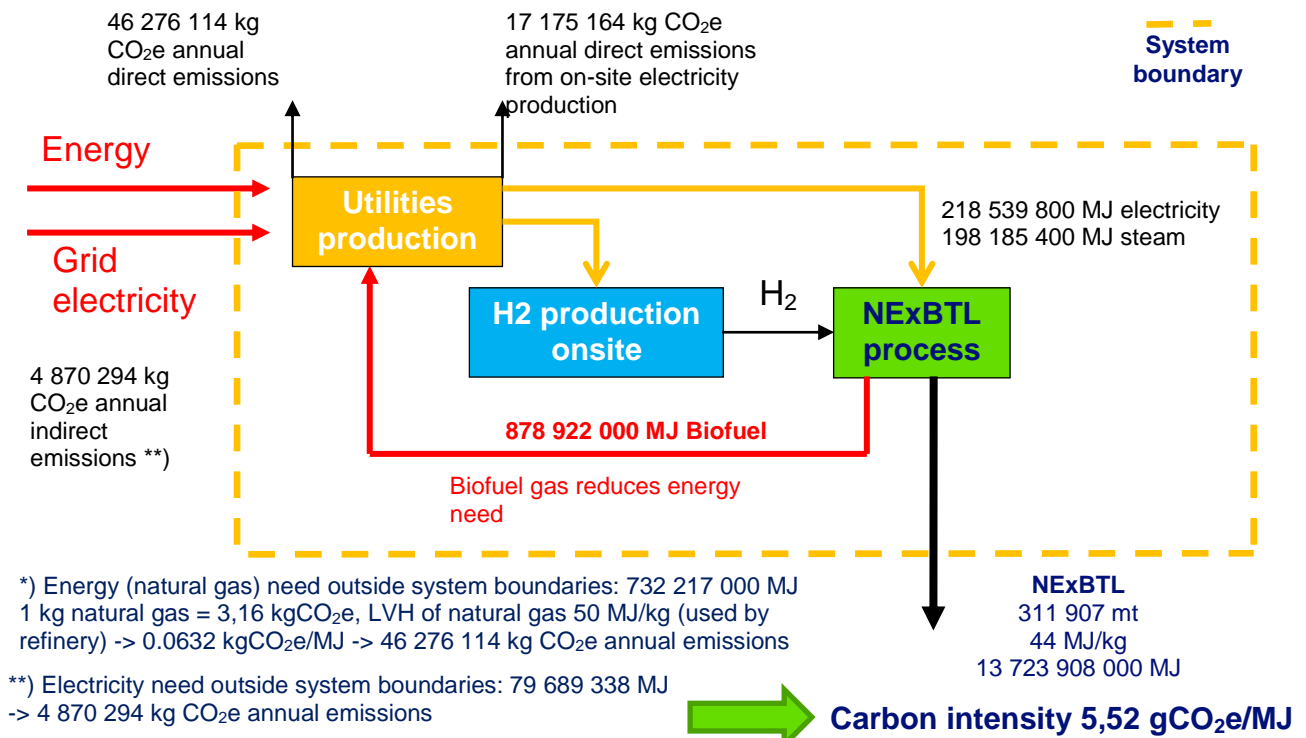 46 276 114 kg
CO₂e annual
direct emissions
17 175 164 kg CO₂e
annual direct emissions
from on-site electricity
production
System
boundary
Energy
Utilities
production
218 539 800 MJ electricity
198 185 400 MJ steam
Grid
electricity
H2 production
onsite
H₂
NExBTL
process
4 870 294 kg
CO₂e annual
indirect
emissions **)
878 922 000 MJ Biofuel
Biofuel gas reduces energy
need
*) Energy (natural gas) need outside system boundaries: 732 217 000 MJ
1 kg natural gas = 3,16 kgCO₂e, LVH of natural gas 50 MJ/kg (used by
refinery) -> 0.0632 kgCO₂e/MJ -> 46 276 114 kg CO₂e annual emissions
NExBTL
311 907 mt
44 MJ/kg
13 723 908 000 MJ
**) Electricity need outside system boundaries: 79 689 338 MJ
-> 4 870 294 kg CO₂e annual emissions
Carbon intensity 5,52 gCO₂e/MJ